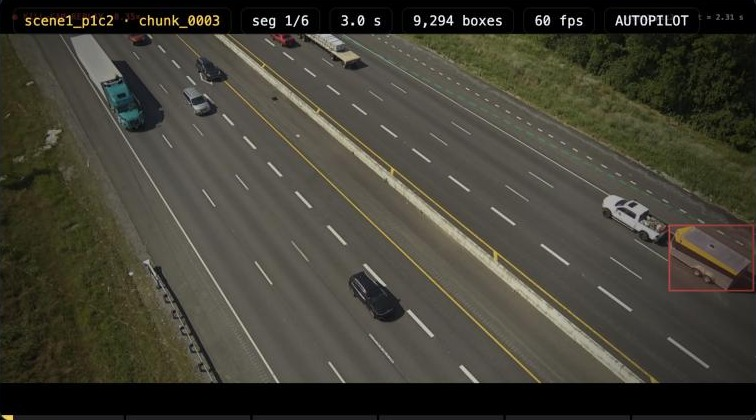 scene1_p1c2 chunk_0003 seg 1/6 3.0 s 9,294 boxes 60 fps AUTOPILOT
t = 2.31 s